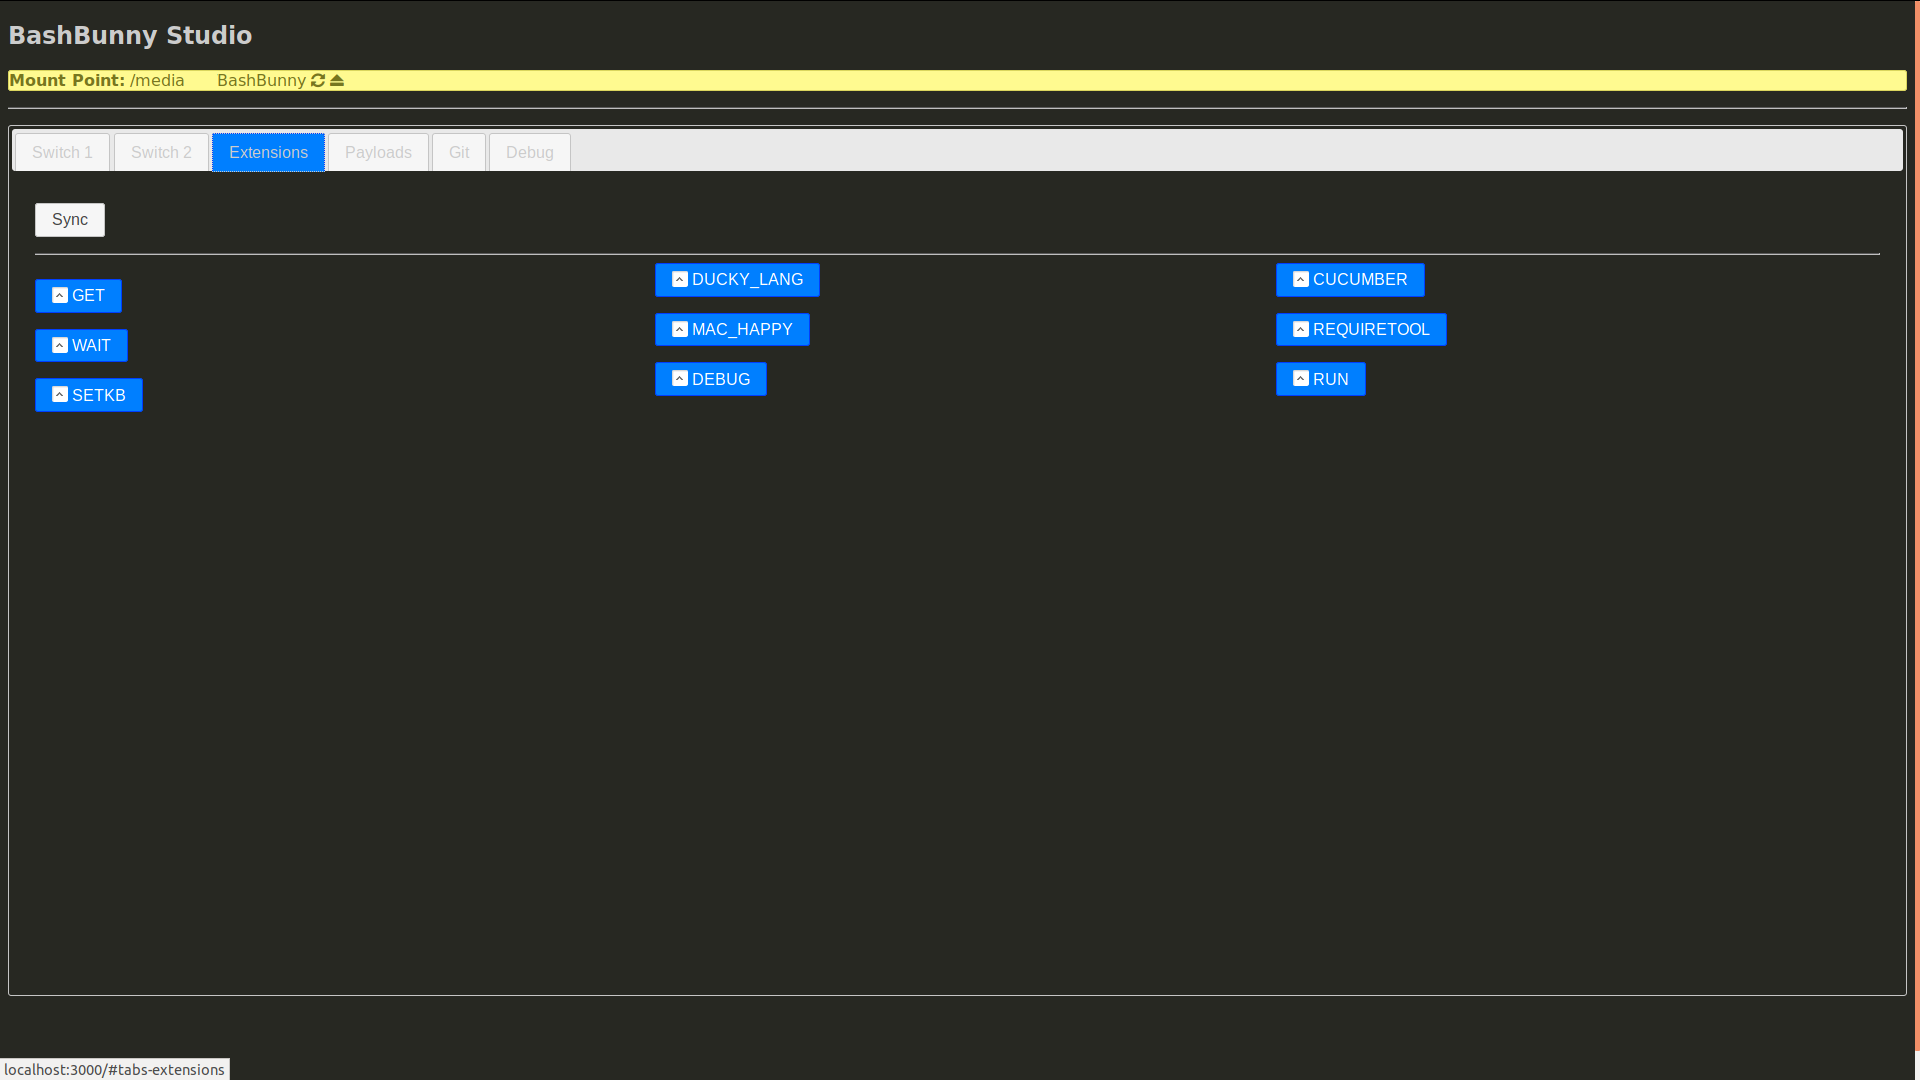 BashBunny Studio
Mount Point: /media BashBunny
Switch 1 Switch 2 Extensions Payloads Git Debug
Sync
GET
WAIT
SETKB
DUCKY_LANG
MAC_HAPPY
DEBUG
CUCUMBER
REQUIRETOOL
RUN
localhost:3000/#tabs-extensions